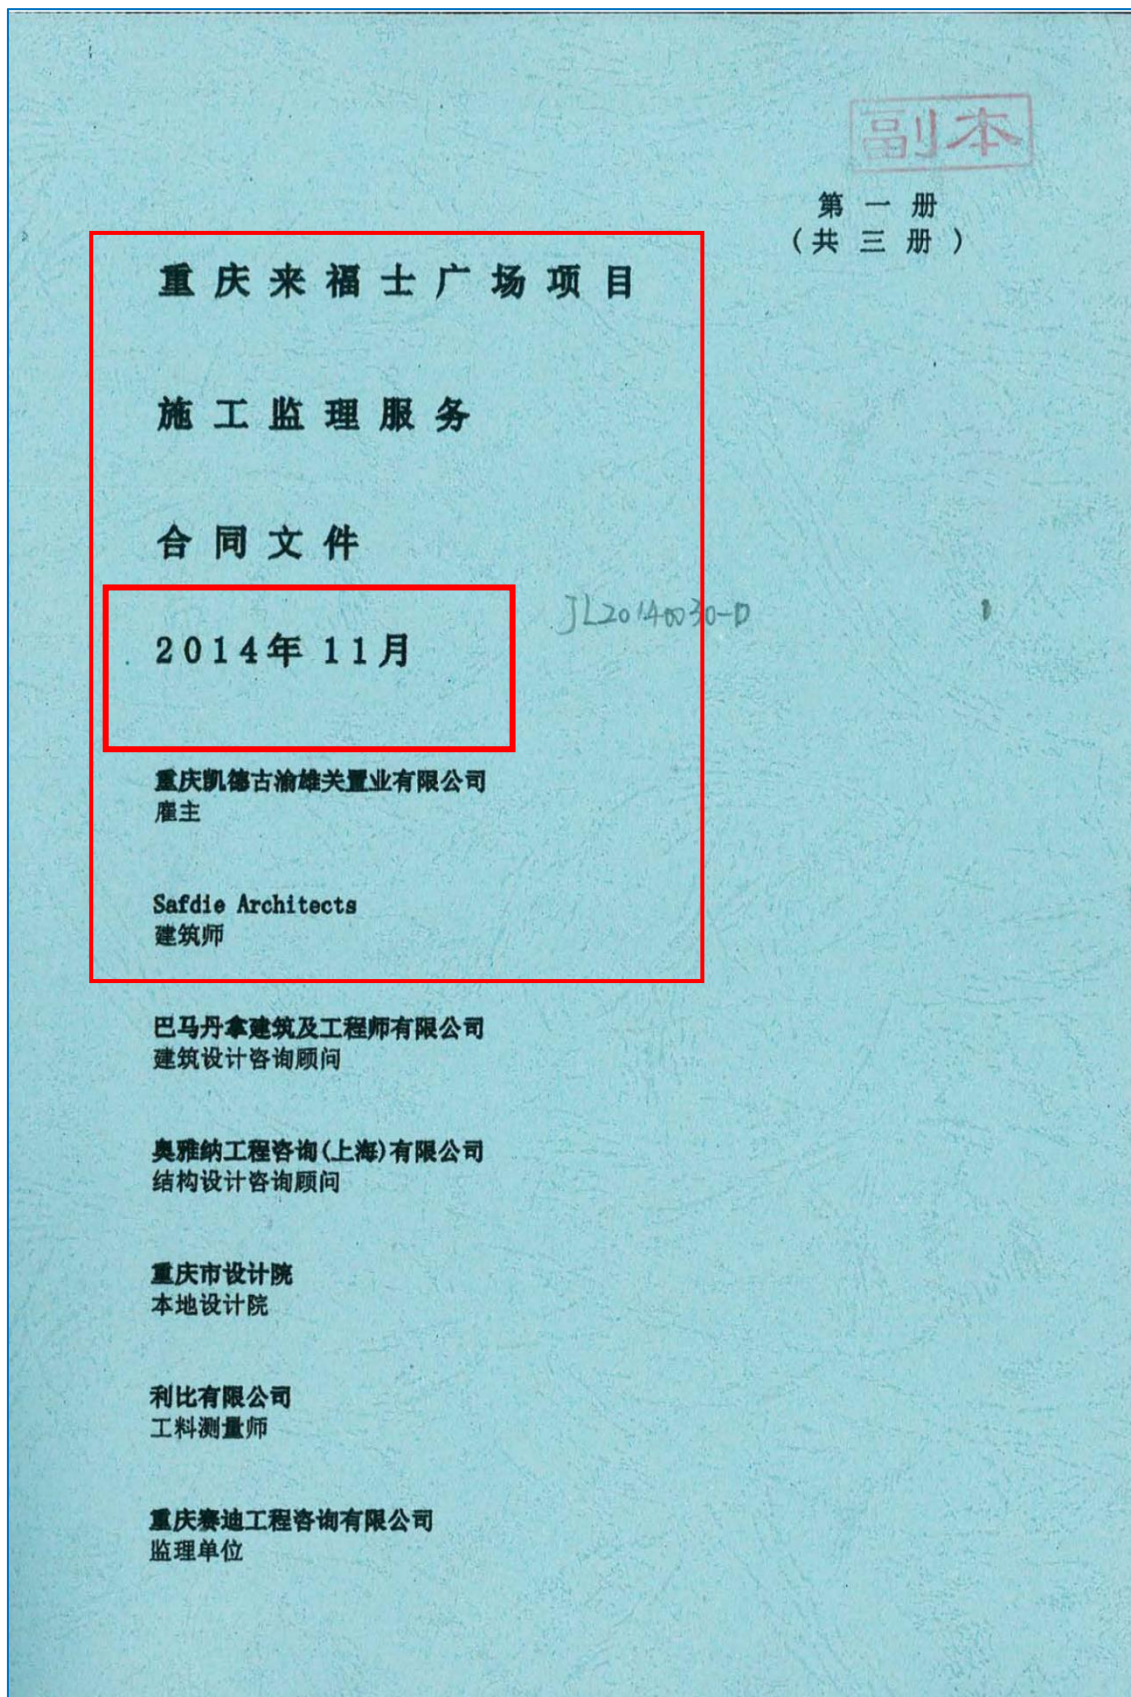 副本
第一册
(共三册)
重庆来福士广场项目
施工监理服务
合同文件
2014年 11月
JL20140030-D
重庆凯德古渝雄关置业有限公司
雇主
Safdie Architects
建筑师
巴马丹拿建筑及工程师有限公司
建筑设计咨询顾问
奥雅纳工程咨询(上海)有限公司
结构设计咨询顾问
重庆市设计院
本地设计院
利比有限公司
工料测量师
重庆赛迪工程咨询有限公司
监理单位